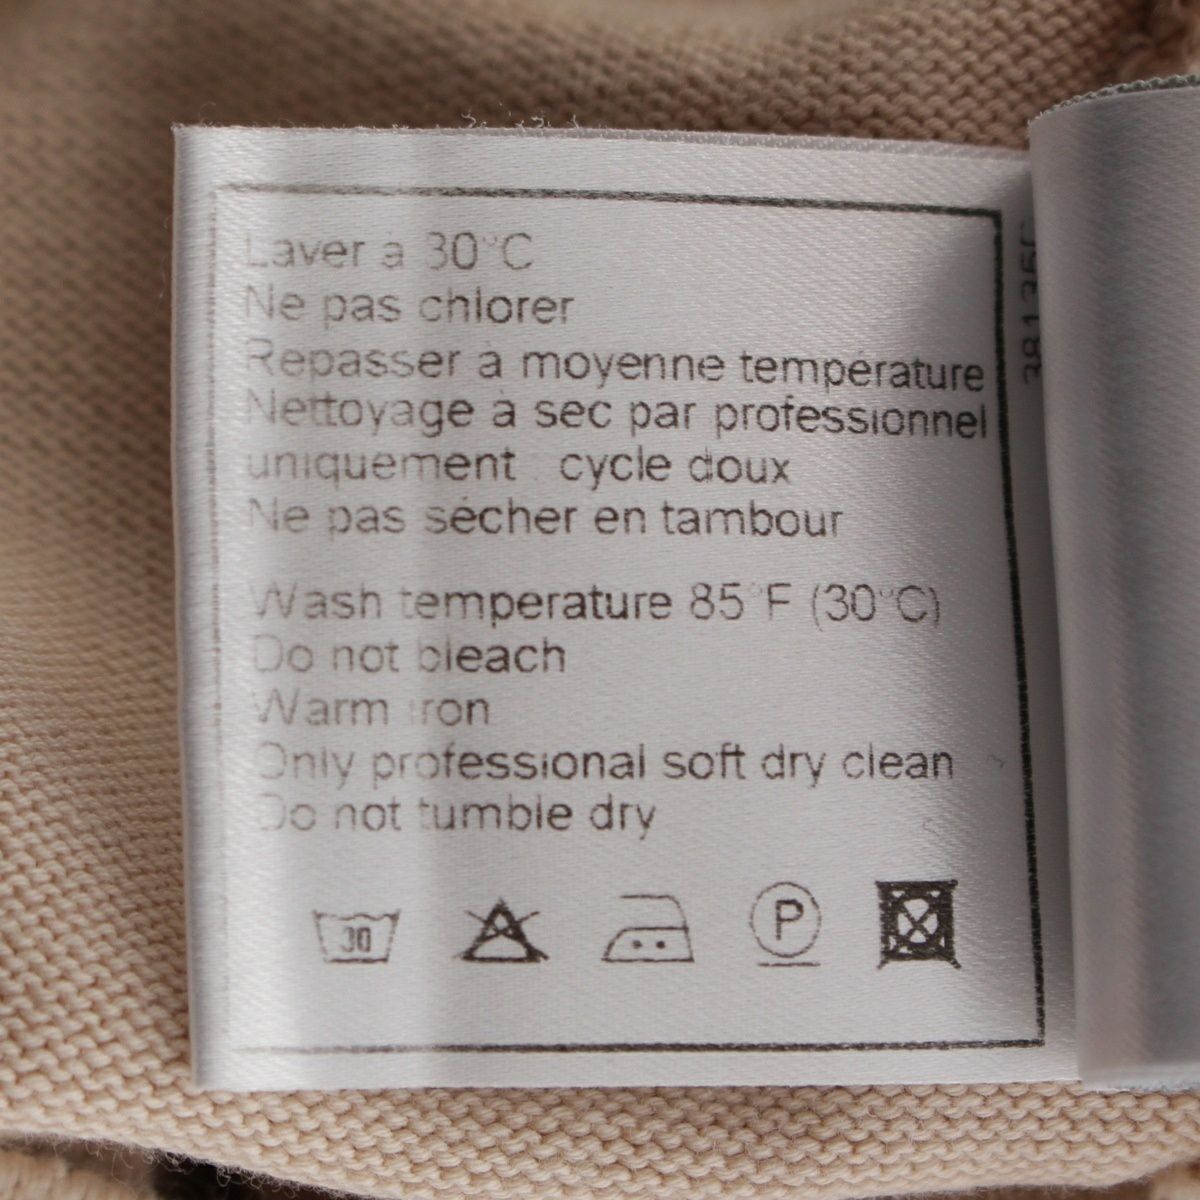 Laver à 30°C
Ne pas chlorer
Repasser à moyenne température
Nettoyage à sec par professionnel
uniquement : cycle doux
Ne pas sécher en tambour
Wash temperature 85°F (30°C)
Do not bleach
Warm iron
Only professional soft dry clean
Do not tumble dry
30
P